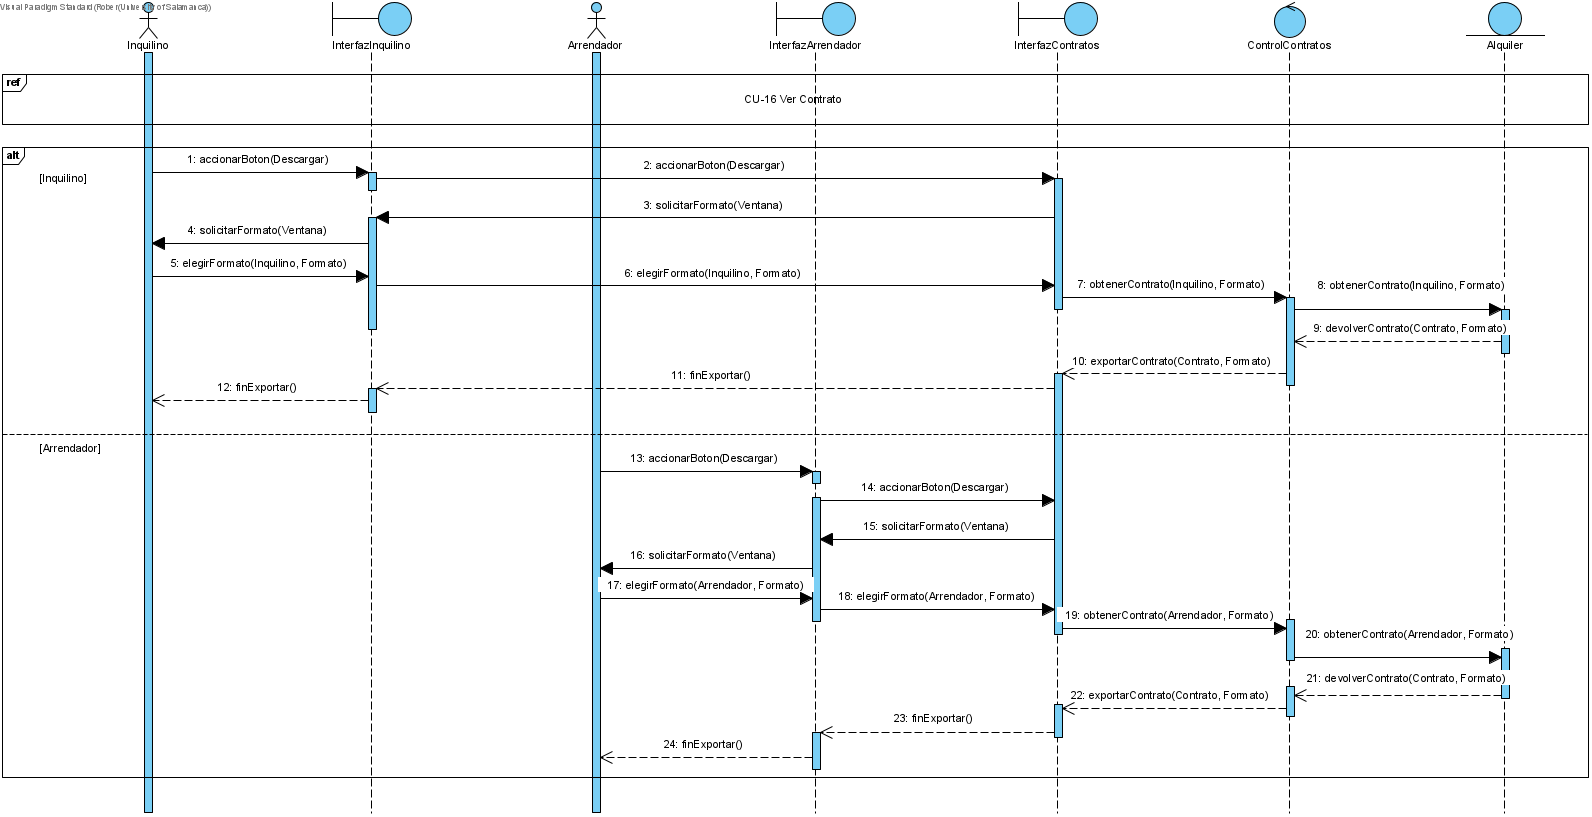 Visual Paradigm Standard(Rober(University of Salamanca))
Inquilino
InterfazInquilino
Arrendador
InterfazArrendador
InterfazContratos
ControlContratos
Alquiler
ref
CU-16 Ver Contrato
alt
1: accionarBoton(Descargar)
2: accionarBoton(Descargar)
[Inquilino]
3: solicitarFormato(Ventana)
4: solicitarFormato(Ventana)
5: elegirFormato(Inquilino, Formato)
6: elegirFormato(Inquilino, Formato)
7: obtenerContrato(Inquilino, Formato)
8: obtenerContrato(Inquilino, Formato)
9: devolverContrato(Contrato, Formato)
10: exportarContrato(Contrato, Formato)
11: finExportar()
12: finExportar()
[Arrendador]
13: accionarBoton(Descargar)
14: accionarBoton(Descargar)
15: solicitarFormato(Ventana)
16: solicitarFormato(Ventana)
17: elegirFormato(Arrendador, Formato)
18: elegirFormato(Arrendador, Formato)
19: obtenerContrato(Arrendador, Formato)
20: obtenerContrato(Arrendador, Formato)
21: devolverContrato(Contrato, Formato)
22: exportarContrato(Contrato, Formato)
23: finExportar()
24: finExportar()